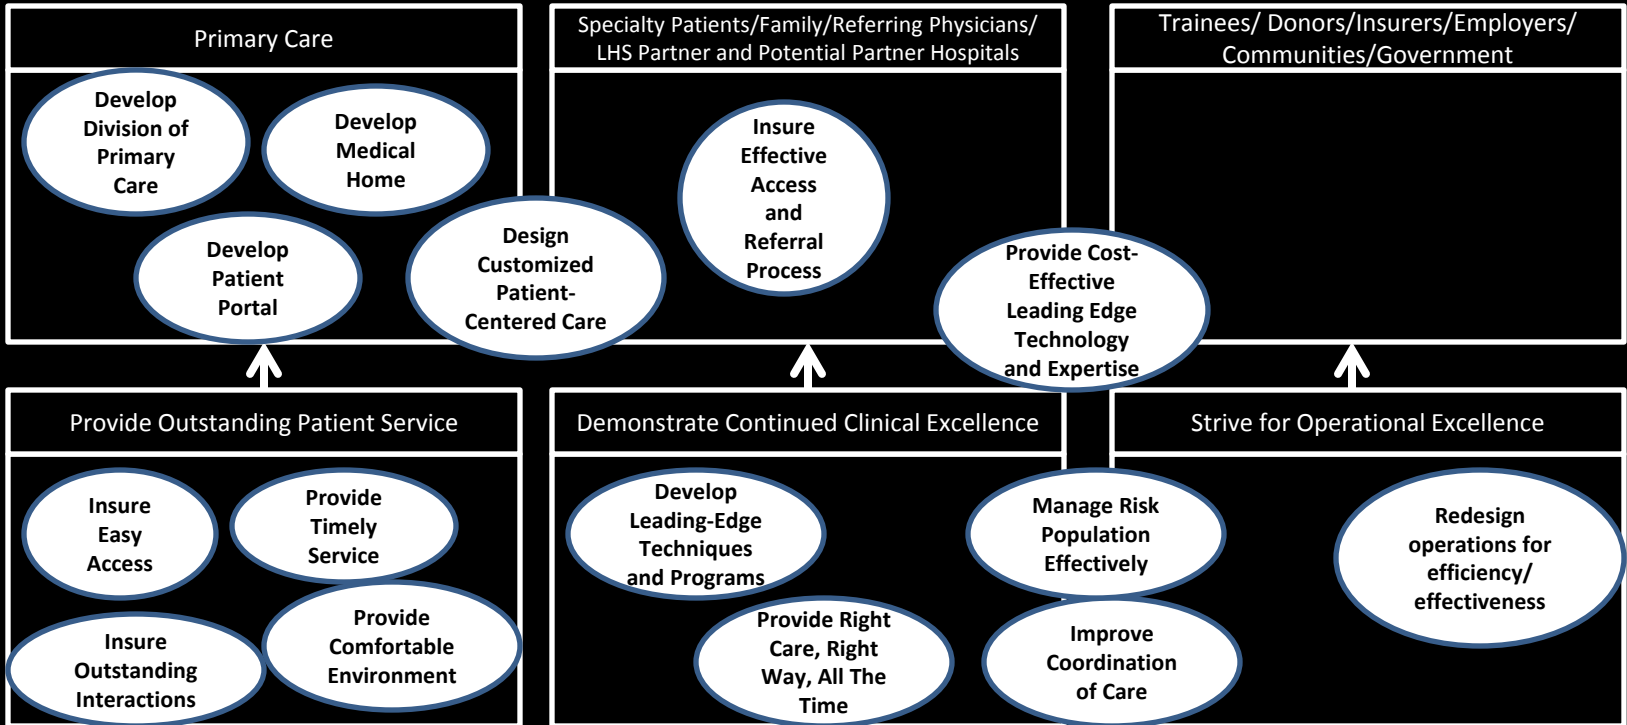 Primary Care
Specialty Patients/Family/Referring Physicians/
LHS Partner and Potential Partner Hospitals
Trainees/ Donors/Insurers/Employers/
Communities/Government
Develop
Division of
Primary
Care
Develop
Medical
Home
Develop
Patient
Portal
Design
Customized
Patient-
Centered Care
Insure
Effective
Access
and
Referral
Process
Provide Cost-
Effective
Leading Edge
Technology
and Expertise
Provide Outstanding Patient Service
Demonstrate Continued Clinical Excellence
Strive for Operational Excellence
Insure
Easy
Access
Provide
Timely
Service
Insure
Outstanding
Interactions
Provide
Comfortable
Environment
Develop
Leading-Edge
Techniques
and Programs
Provide Right
Care, Right
Way, All The
Time
Manage Risk
Population
Effectively
Improve
Coordination
of Care
Redesign
operations for
efficiency/
effectiveness